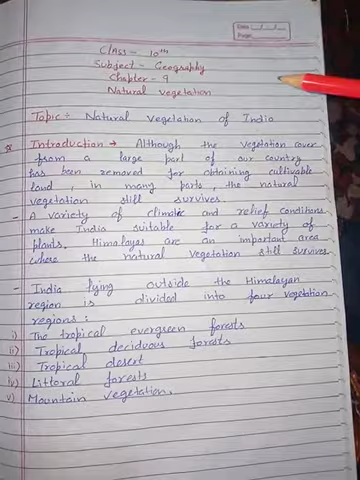 Date __/__/__
Page
Class - 10th
Subject - Geography
Chapter - 9
Natural vegetation
Topic :- Natural Vegetation of India
Introduction → Although the vegetation cover
from a large part of our country
has been removed for obtaining cultivable
land, in many parts, the natural
vegetation still survives.
- A variety of climatic and relief conditions
make India suitable for a variety of
plants. Himalayas are an important area
where the natural vegetation still survives
- India lying outside the Himalayan
region is divided into four vegetation
regions :
i) The tropical evergreen forests
ii) Tropical deciduous forests
iii) Tropical desert
iv) Littoral forests
v) Mountain vegetation.